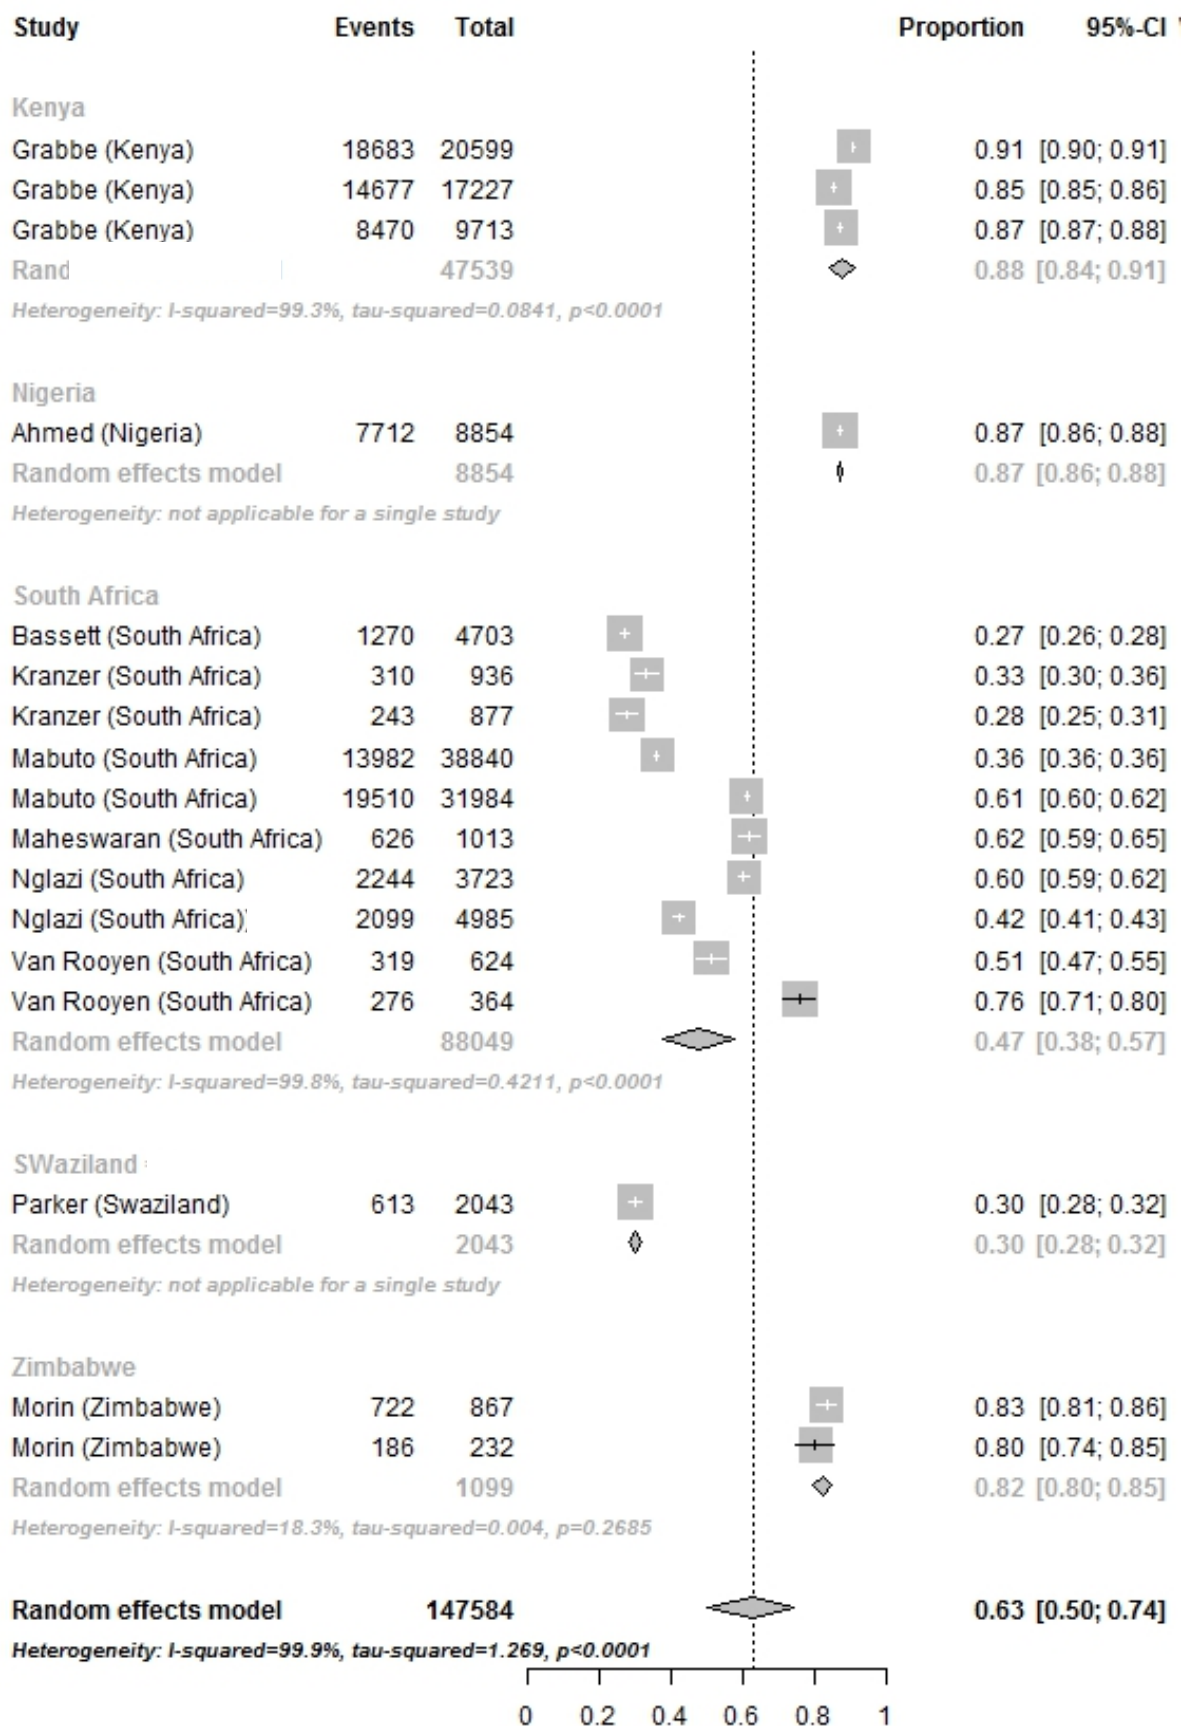 Study Events Total Proportion 95%-CI
Kenya
Grabbe (Kenya) 18683 20599 0.91 [0.90; 0.91]
Grabbe (Kenya) 14677 17227 0.85 [0.85; 0.86]
Grabbe (Kenya) 8470 9713 0.87 [0.87; 0.88]
Rand 47539 0.88 [0.84; 0.91]
Heterogeneity: I-squared=99.3%, tau-squared=0.0841, p<0.0001
Nigeria
Ahmed (Nigeria) 7712 8854 0.87 [0.86; 0.88]
Random effects model 8854 0.87 [0.86; 0.88]
Heterogeneity: not applicable for a single study
South Africa
Bassett (South Africa) 1270 4703 0.27 [0.26; 0.28]
Kranzer (South Africa) 310 936 0.33 [0.30; 0.36]
Kranzer (South Africa) 243 877 0.28 [0.25; 0.31]
Mabuto (South Africa) 13982 38840 0.36 [0.36; 0.36]
Mabuto (South Africa) 19510 31984 0.61 [0.60; 0.62]
Maheswaran (South Africa) 626 1013 0.62 [0.59; 0.65]
Nglazi (South Africa) 2244 3723 0.60 [0.59; 0.62]
Nglazi (South Africa) 2099 4985 0.42 [0.41; 0.43]
Van Rooyen (South Africa) 319 624 0.51 [0.47; 0.55]
Van Rooyen (South Africa) 276 364 0.76 [0.71; 0.80]
Random effects model 88049 0.47 [0.38; 0.57]
Heterogeneity: I-squared=99.8%, tau-squared=0.4211, p<0.0001
SWaziland
Parker (Swaziland) 613 2043 0.30 [0.28; 0.32]
Random effects model 2043 0.30 [0.28; 0.32]
Heterogeneity: not applicable for a single study
Zimbabwe
Morin (Zimbabwe) 722 867 0.83 [0.81; 0.86]
Morin (Zimbabwe) 186 232 0.80 [0.74; 0.85]
Random effects model 1099 0.82 [0.80; 0.85]
Heterogeneity: I-squared=18.3%, tau-squared=0.004, p=0.2685
Random effects model 147584 0.63 [0.50; 0.74]
Heterogeneity: I-squared=99.9%, tau-squared=1.269, p<0.0001
0 0.2 0.4 0.6 0.8 1